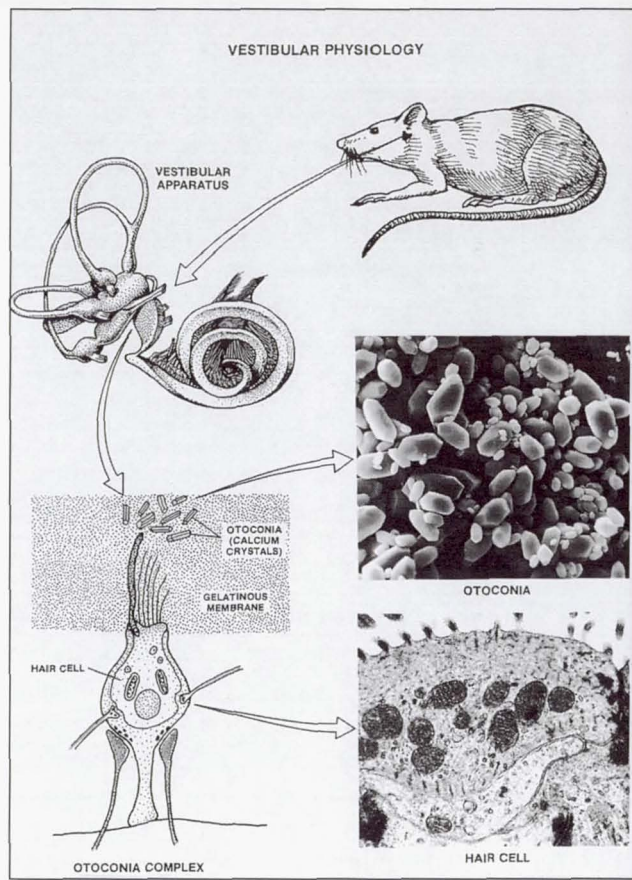 VESTIBULAR PHYSIOLOGY
VESTIBULAR
APPARATUS
OTOCONIA
(CALCIUM
CRYSTALS)
GELATINOUS
MEMBRANE
HAIR CELL
OTOCONIA COMPLEX
OTOCONIA
HAIR CELL